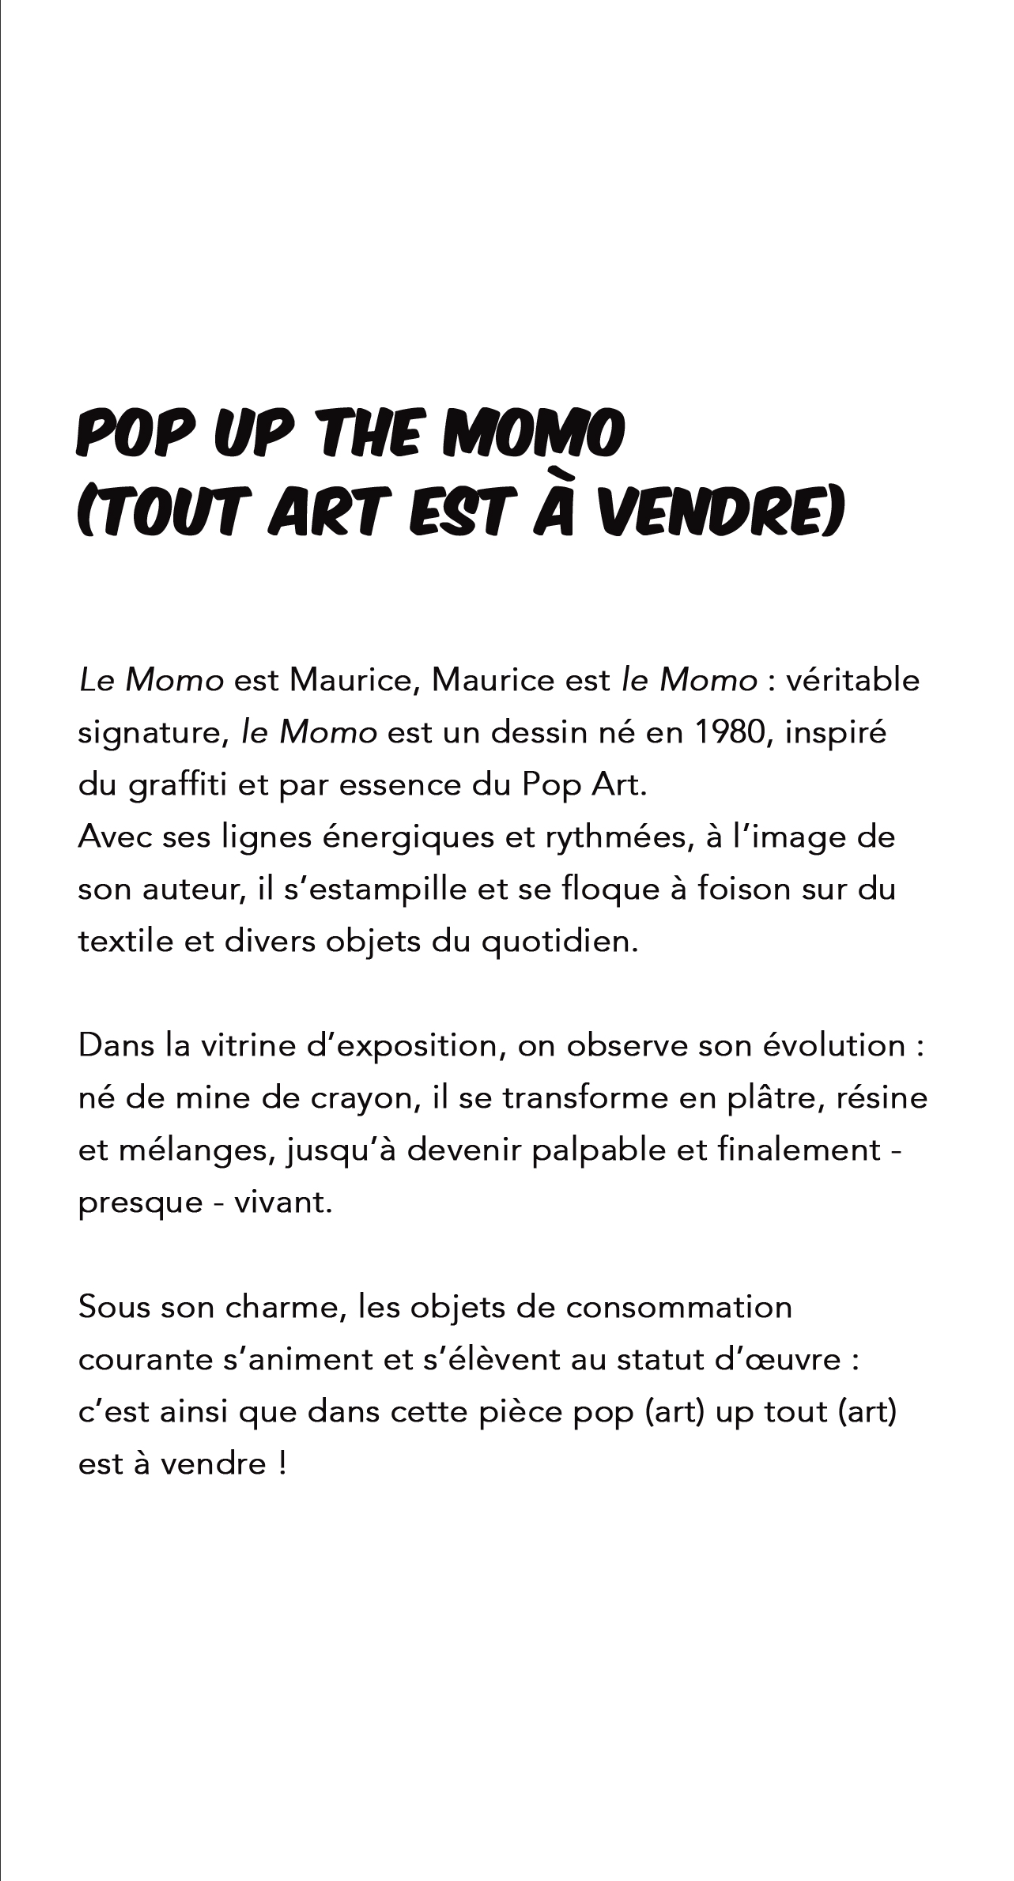 POP UP THE MOMO
(TOUT ART EST À VENDRE)
Le Momo est Maurice, Maurice est le Momo : véritable
signature, le Momo est un dessin né en 1980, inspiré
du graffiti et par essence du Pop Art.
Avec ses lignes énergiques et rythmées, à l’image de
son auteur, il s’estampille et se floque à foison sur du
textile et divers objets du quotidien.
Dans la vitrine d’exposition, on observe son évolution :
né de mine de crayon, il se transforme en plâtre, résine
et mélanges, jusqu’à devenir palpable et finalement -
presque - vivant.
Sous son charme, les objets de consommation
courante s’animent et s’élèvent au statut d’œuvre :
c’est ainsi que dans cette pièce pop (art) up tout (art)
est à vendre !